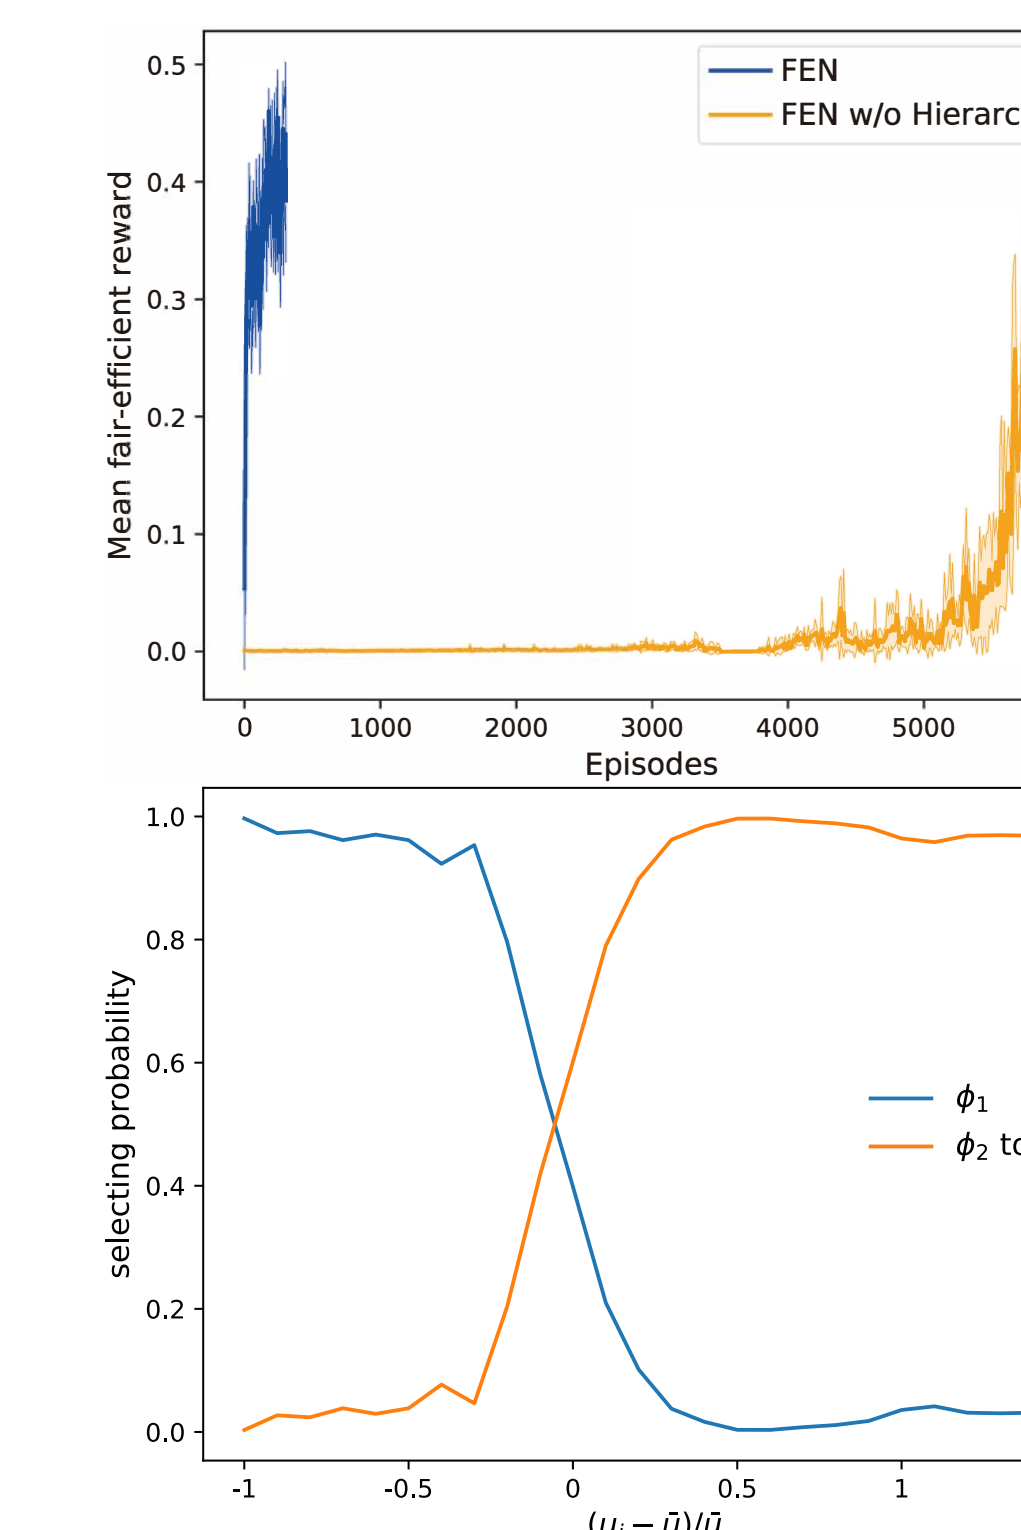 0.5
0.4
0.3
0.2
0.1
0.0
Mean fair-efficient reward
FEN
FEN w/o Hierarc
0 1000 2000 3000 4000 5000
Episodes
1.0
0.8
0.6
0.4
0.2
0.0
selecting probability
ϕ₁
ϕ₂ to
-1 -0.5 0 0.5 1
(uᵢ − ū)/ū